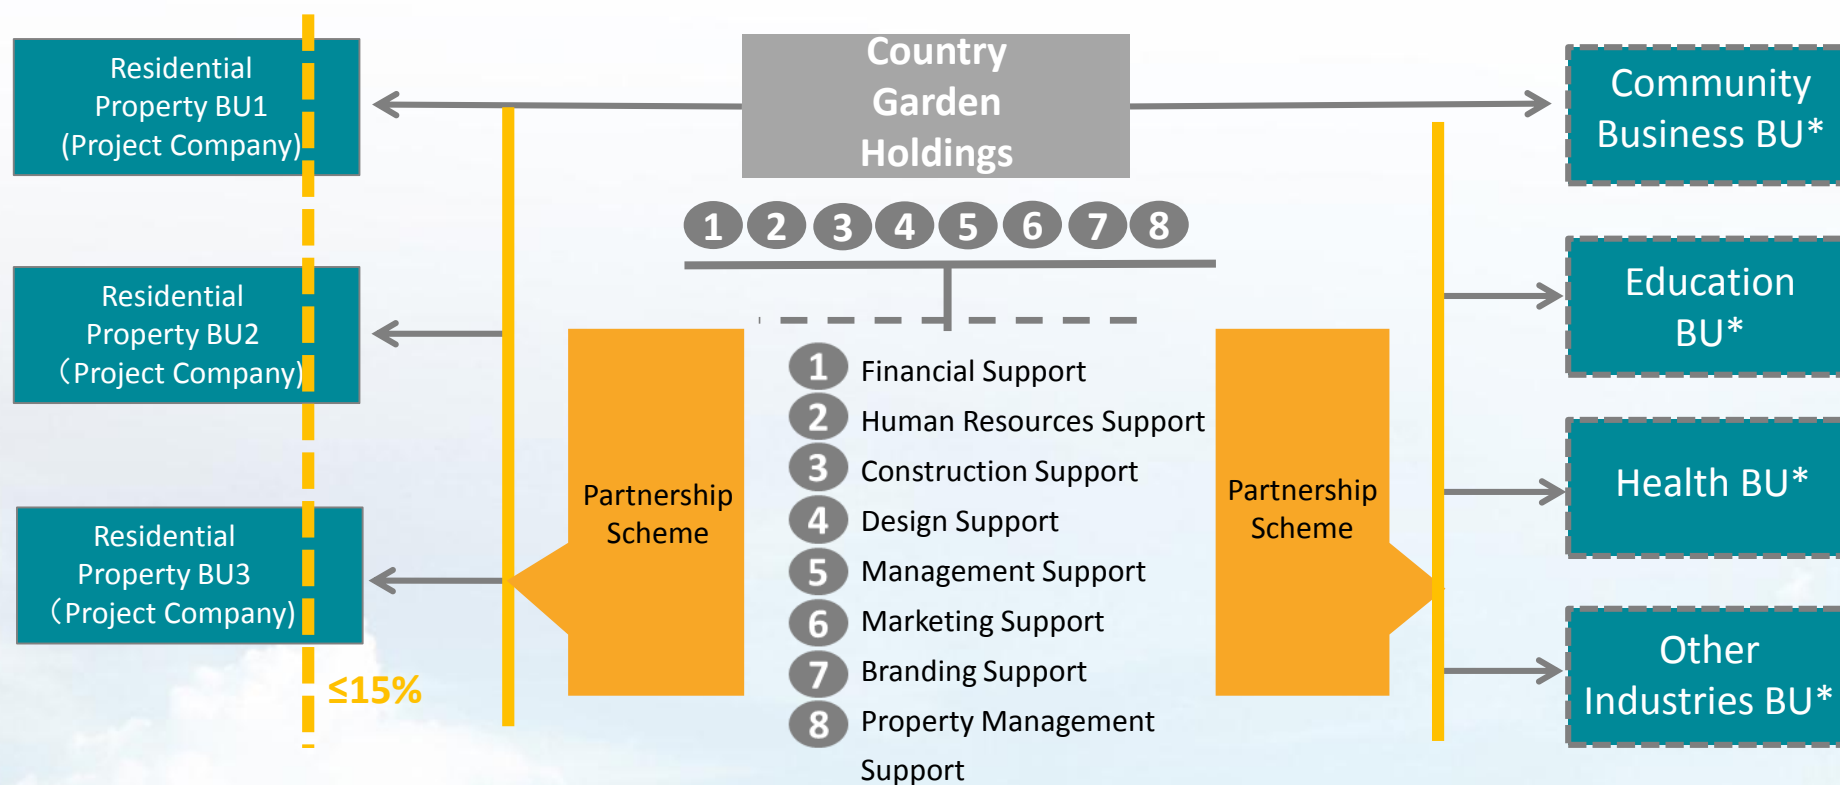 Residential
Property BU1
(Project Company)
Residential
Property BU2
（Project Company)
Residential
Property BU3
（Project Company)
≤15%
Partnership
Scheme
Country
Garden
Holdings
1 2 3 4 5 6 7 8
1 Financial Support
2 Human Resources Support
3 Construction Support
4 Design Support
5 Management Support
6 Marketing Support
7 Branding Support
8 Property Management
Support
Partnership
Scheme
Community
Business BU*
Education
BU*
Health BU*
Other
Industries BU*